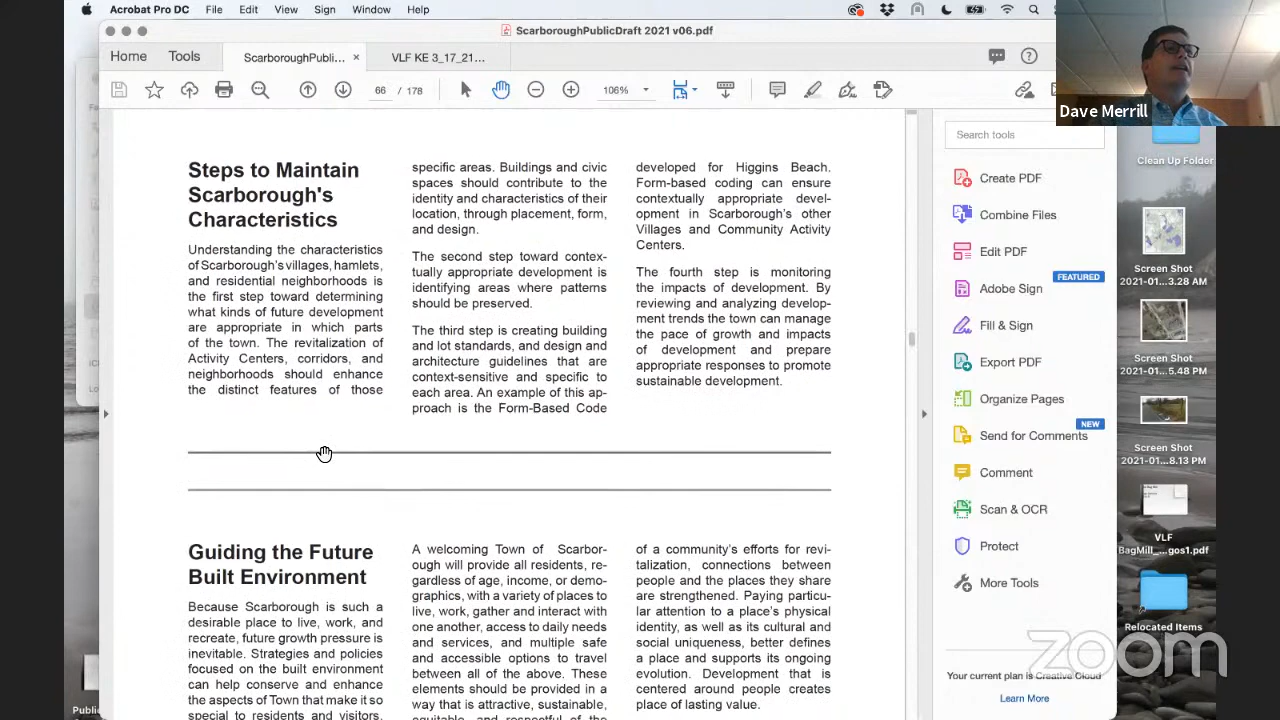 Acrobat Pro DC File Edit View Sign Window Help
ScarboroughPublicDraft 2021 v06.pdf
Home Tools ScarboroughPubli... × VLF KE 3_17_21...
66 / 178 106%
Dave Merrill
Steps to Maintain
Scarborough's
Characteristics
Understanding the characteristics
of Scarborough's villages, hamlets,
and residential neighborhoods is
the first step toward determining
what kinds of future development
are appropriate in which parts
of the town. The revitalization of
Activity Centers, corridors, and
neighborhoods should enhance
the distinct features of those
specific areas. Buildings and civic
spaces should contribute to the
identity and characteristics of their
location, through placement, form,
and design.
The second step toward contex-
tually appropriate development is
identifying areas where patterns
should be preserved.
The third step is creating building
and lot standards, and design and
architecture guidelines that are
context-sensitive and specific to
each area. An example of this ap-
proach is the Form-Based Code
developed for Higgins Beach.
Form-based coding can ensure
contextually appropriate devel-
opment in Scarborough's other
Villages and Community Activity
Centers.
The fourth step is monitoring
the impacts of development. By
reviewing and analyzing develop-
ment trends the town can manage
the pace of growth and impacts
of development and prepare
appropriate responses to promote
sustainable development.
Guiding the Future
Built Environment
Because Scarborough is such a
desirable place to live, work, and
recreate, future growth pressure is
inevitable. Strategies and policies
focused on the built environment
can help conserve and enhance
the aspects of Town that make it so
special to residents and visitors.
A welcoming Town of Scarbor-
ough will provide all residents, re-
gardless of age, income, or demo-
graphics, with a variety of places to
live, work, gather and interact with
one another, access to daily needs
and services, and multiple safe
and accessible options to travel
between all of the above. These
elements should be provided in a
way that is attractive, sustainable,
equitable, and respectful of the
of a community's efforts for revi-
talization, connections between
people and the places they share
are strengthened. Paying particu-
lar attention to a place's physical
identity, as well as its cultural and
social uniqueness, better defines
a place and supports its ongoing
evolution. Development that is
centered around people creates
place of lasting value.
Search tools
Create PDF
Combine Files
Edit PDF
FEATURED
Adobe Sign
Fill & Sign
Export PDF
Organize Pages
NEW
Send for Comments
Comment
Scan & OCR
Protect
More Tools
Your current plan is Creative Cloud
Learn More
Clean Up Folder
Screen Shot
2021-01...3.28 AM
Screen Shot
2021-01...5.48 PM
Screen Shot
2021-01...8.13 PM
VLF
BagMill_...gos1.pdf
Relocated Items
zoom
Public